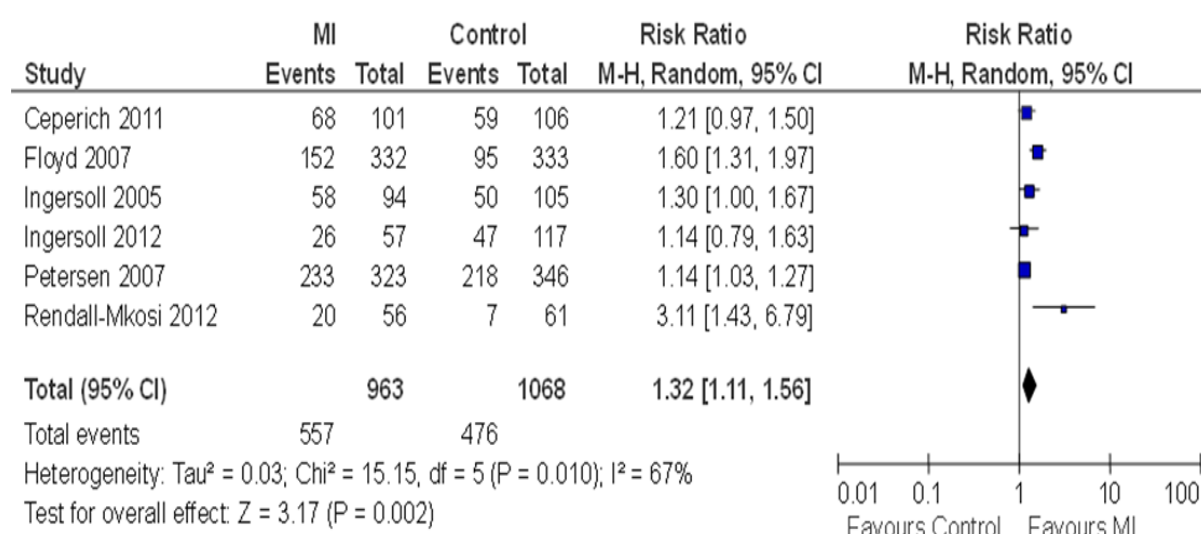 MI Control Risk Ratio Risk Ratio
Study Events Total Events Total M-H, Random, 95% CI M-H, Random, 95% CI
Ceperich 2011 68 101 59 106 1.21 [0.97, 1.50]
Floyd 2007 152 332 95 333 1.60 [1.31, 1.97]
Ingersoll 2005 58 94 50 105 1.30 [1.00, 1.67]
Ingersoll 2012 26 57 47 117 1.14 [0.79, 1.63]
Petersen 2007 233 323 218 346 1.14 [1.03, 1.27]
Rendall-Mkosi 2012 20 56 7 61 3.11 [1.43, 6.79]
Total (95% CI) 963 1068 1.32 [1.11, 1.56]
Total events 557 476
Heterogeneity: Tau² = 0.03; Chi² = 15.15, df = 5 (P = 0.010); I² = 67%
Test for overall effect: Z = 3.17 (P = 0.002)
0.01 0.1 1 10 100
Favours Control Favours MI